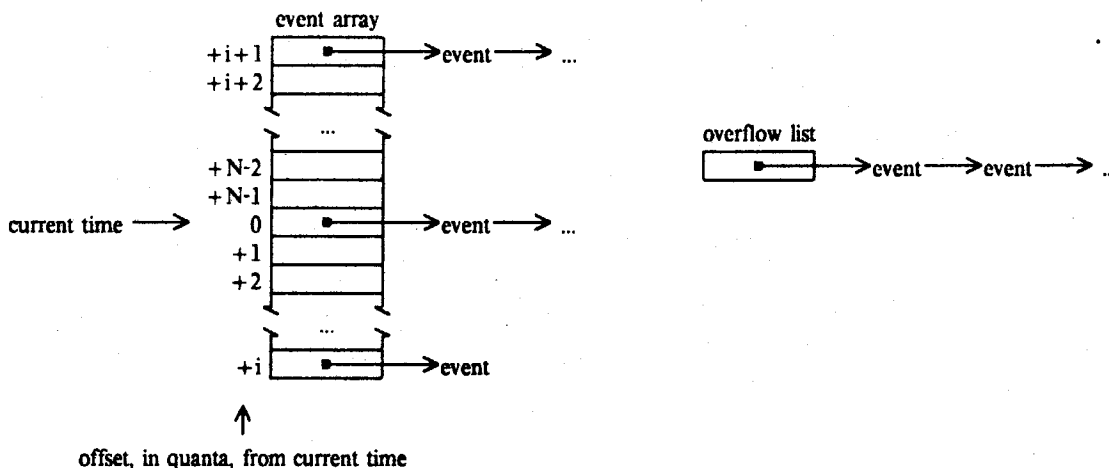 event array
+i+1
event
...
+i+2
...
overflow list
+N-2
event
event
..
+N-1
current time
0
event
...
+1
+2
...
+i
event
offset, in quanta, from current time